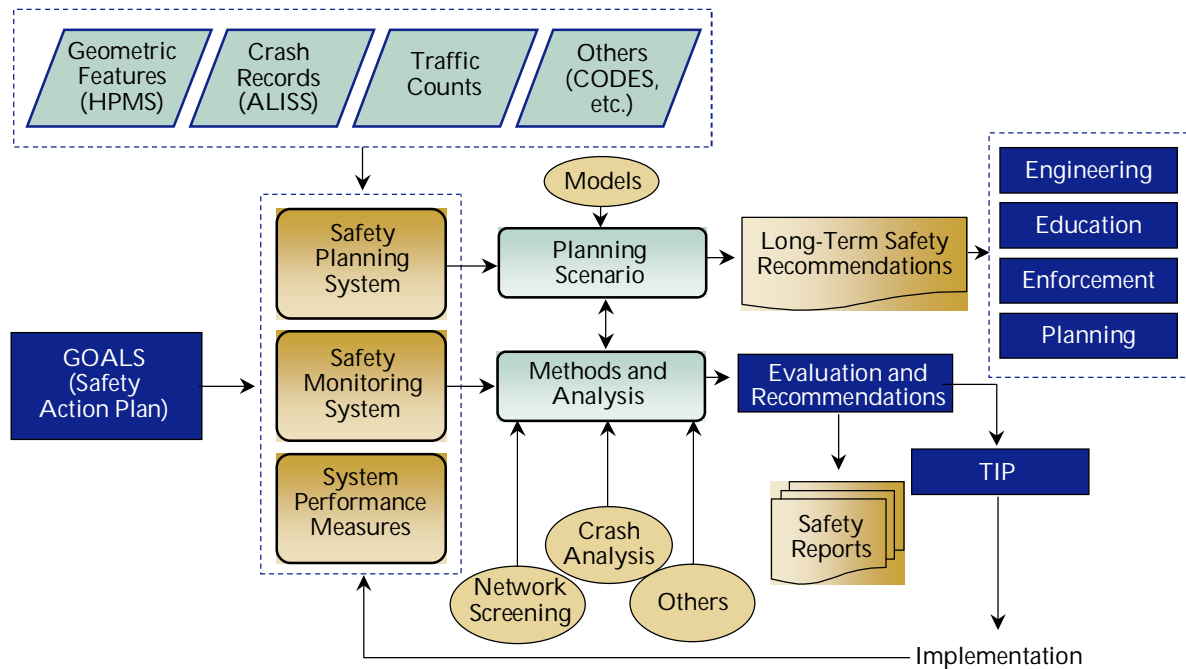 Geometric
Features
(HPMS)
Crash
Records
(ALISS)
Traffic
Counts
Others
(CODES,
etc.)
Models
Engineering
Education
Enforcement
Planning
Safety
Planning
System
Planning
Scenario
Long-Term Safety
Recommendations
GOALS
(Safety
Action Plan)
Safety
Monitoring
System
Methods and
Analysis
Evaluation and
Recommendations
TIP
System
Performance
Measures
Safety
Reports
Crash
Analysis
Network
Screening
Others
Implementation